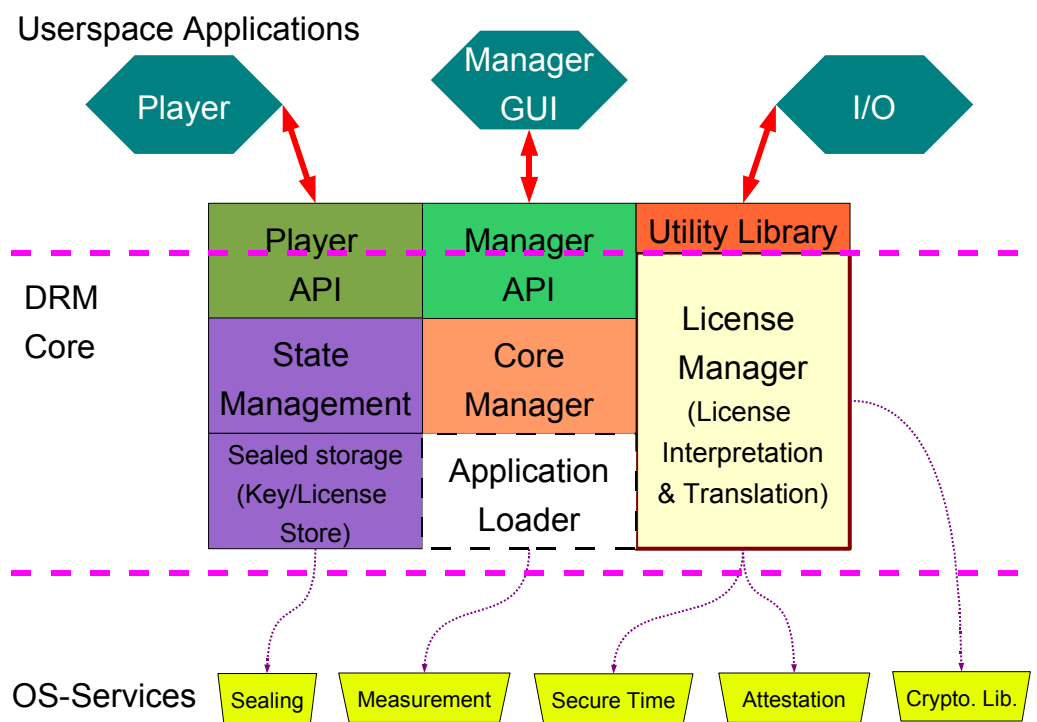 Userspace Applications
Player
Manager
GUI
I/O
Player
API
Manager
API
Utility Library
DRM
Core
State
Management
Core
Manager
License
Manager
(License
Interpretation
& Translation)
Sealed storage
(Key/License
Store)
Application
Loader
OS-Services
Sealing
Measurement
Secure Time
Attestation
Crypto. Lib.